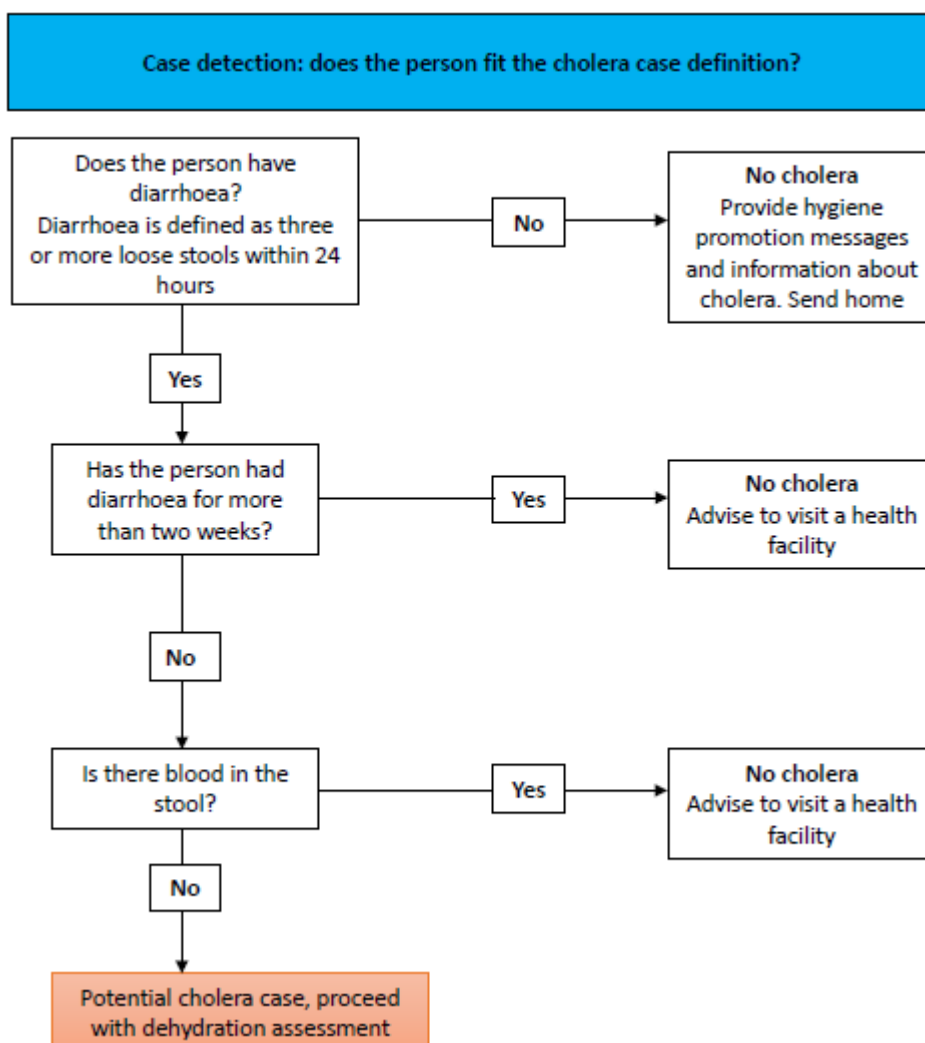 Case detection: does the person fit the cholera case definition?
Does the person have
diarrhoea?
Diarrhoea is defined as three
or more loose stools within 24
hours
No
No cholera
Provide hygiene
promotion messages
and information about
cholera. Send home
Yes
Has the person had
diarrhoea for more
than two weeks?
Yes
No cholera
Advise to visit a health
facility
No
Is there blood in the
stool?
Yes
No cholera
Advise to visit a health
facility
No
Potential cholera case, proceed
with dehydration assessment